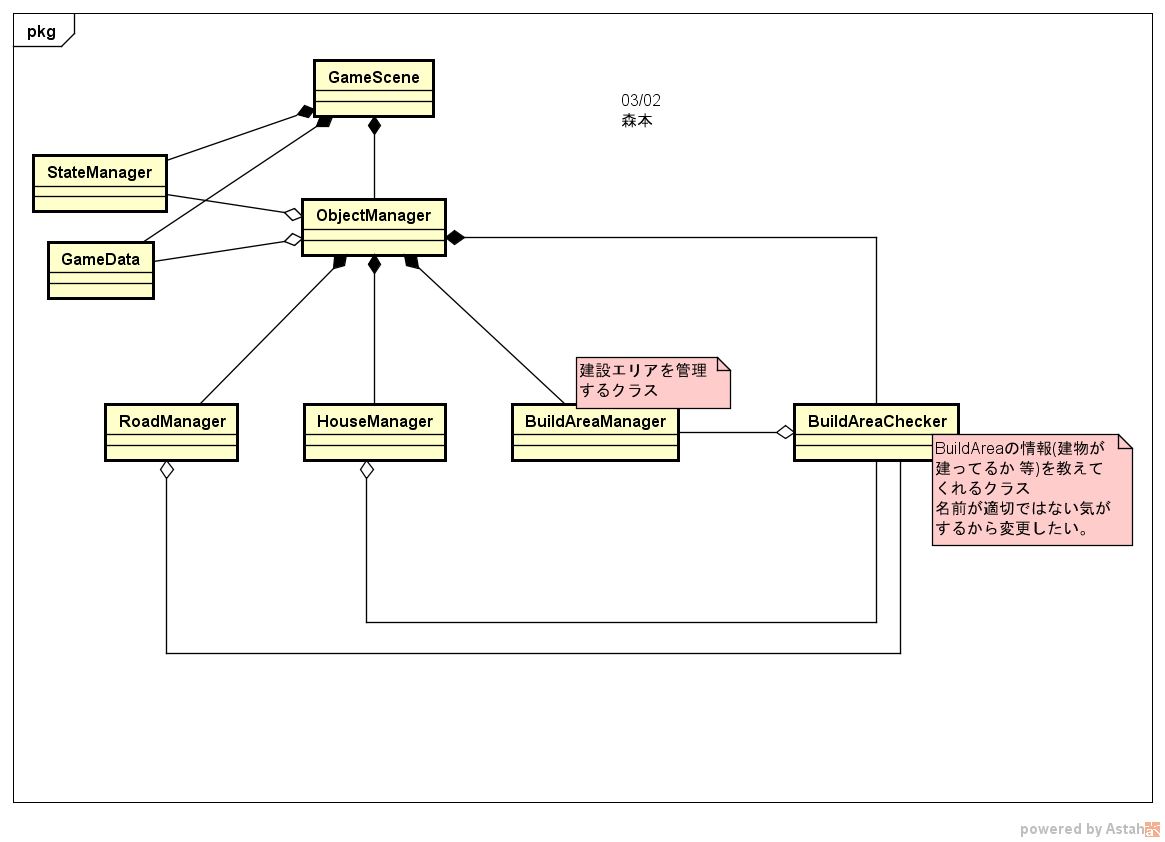 pkg
GameScene
03/02
森本
StateManager
ObjectManager
GameData
建設エリアを管理
するクラス
RoadManager
HouseManager
BuildAreaManager
BuildAreaChecker
BuildAreaの情報(建物が
建ってるか 等)を教えて
くれるクラス
名前が適切ではない気が
するから変更したい。
powered by Astah